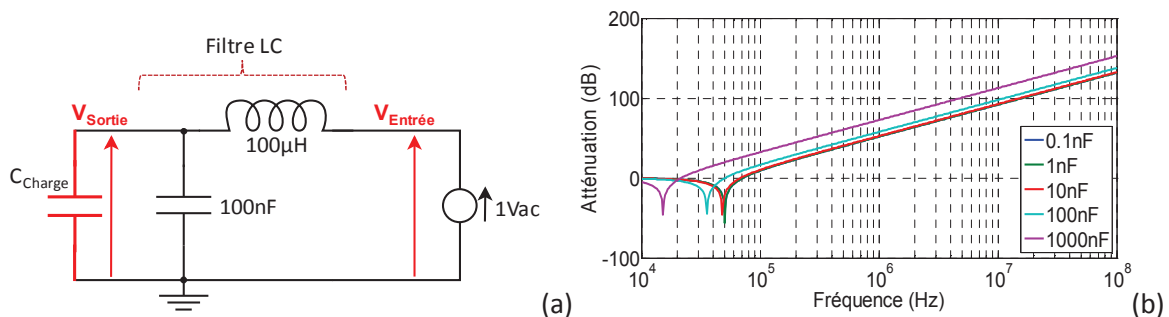 Filtre LC
V_Sortie
V_Entrée
100µH
C_Charge
100nF
1Vac
(a)
Atténuation (dB)
200
100
0
-100
0.1nF
1nF
10nF
100nF
1000nF
10^4
10^5
10^6
10^7
10^8
Fréquence (Hz)
(b)